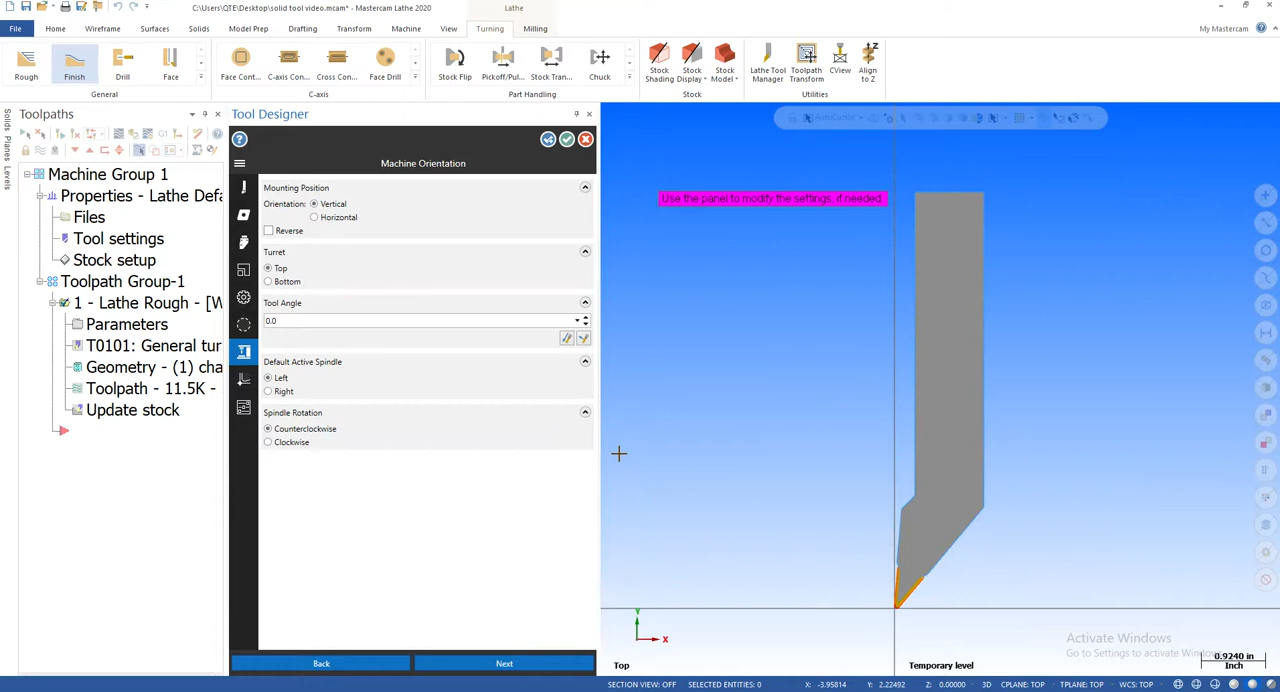 C:\Users\QTE\Desktop\solid tool video.mcam* - Mastercam Lathe 2020
Lathe
File
Home
Wireframe
Surfaces
Solids
Model Prep
Drafting
Transform
Machine
View
Turning
Milling
My Mastercam
Rough
Finish
Drill
Face
Face Cont...
C-axis Con...
Cross Con...
Face Drill
Stock Flip
Pickoff/Pul...
Stock Tran...
Chuck
Stock Shading
Stock Display
Stock Model
Lathe Tool Manager
Toolpath Transform
CView
Align to Z
General
C-axis
Part Handling
Stock
Utilities
Solids
Planes
Levels
Toolpaths
Machine Group 1
Properties - Lathe Defa
Files
Tool settings
Stock setup
Toolpath Group-1
1 - Lathe Rough - [W
Parameters
T0101: General tur
Geometry - (1) cha
Toolpath - 11.5K -
Update stock
Tool Designer
Machine Orientation
Mounting Position
Orientation:
Vertical
Horizontal
Reverse
Turret
Top
Bottom
Tool Angle
0.0
Default Active Spindle
Left
Right
Spindle Rotation
Counterclockwise
Clockwise
Back
Next
AutoCursor
Use the panel to modify the settings, if needed.
Y
X
Activate Windows
Go to Settings to activate Windows.
0.9240 in
Inch
Top
Temporary level
SECTION VIEW: OFF
SELECTED ENTITIES: 0
X: -3.95814
Y: 2.22492
Z: 0.00000
3D
CPLANE: TOP
TPLANE: TOP
WCS: TOP